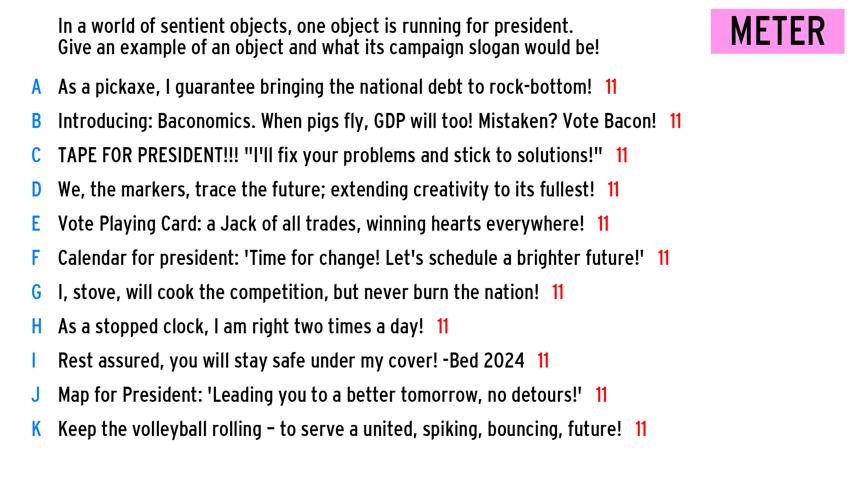 In a world of sentient objects, one object is running for president.
Give an example of an object and what its campaign slogan would be!
METER
A As a pickaxe, I guarantee bringing the national debt to rock-bottom! 11
B Introducing: Baconomics. When pigs fly, GDP will too! Mistaken? Vote Bacon! 11
C TAPE FOR PRESIDENT!!! "I'll fix your problems and stick to solutions!" 11
D We, the markers, trace the future; extending creativity to its fullest! 11
E Vote Playing Card: a Jack of all trades, winning hearts everywhere! 11
F Calendar for president: 'Time for change! Let's schedule a brighter future!' 11
G I, stove, will cook the competition, but never burn the nation! 11
H As a stopped clock, I am right two times a day! 11
I Rest assured, you will stay safe under my cover! -Bed 2024 11
J Map for President: 'Leading you to a better tomorrow, no detours!' 11
K Keep the volleyball rolling – to serve a united, spiking, bouncing, future! 11